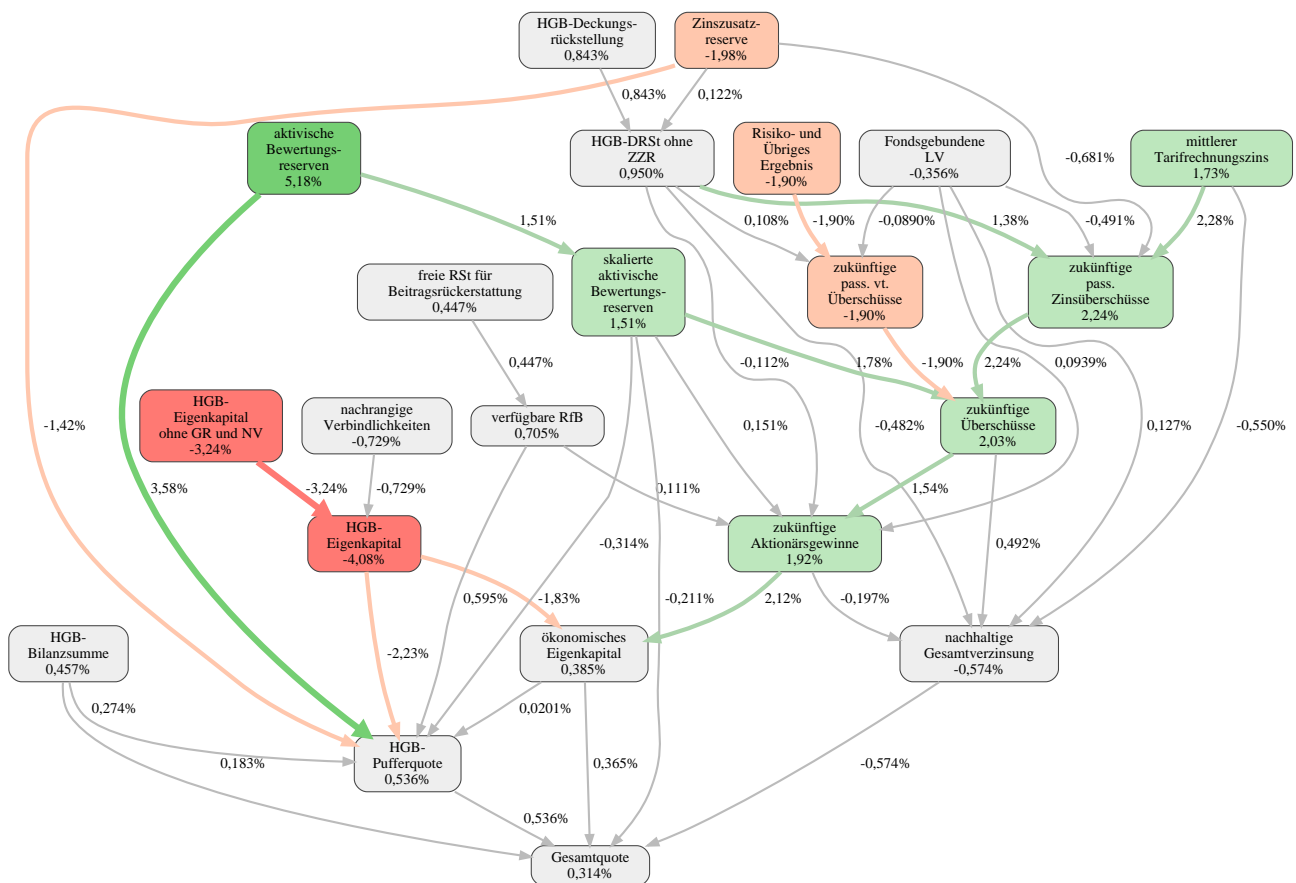 HGB-Deckungs-
rückstellung
0,843%
Zinszusatz-
reserve
-1,98%
0,843%
0,122%
aktivische
Bewertungs-
reserven
5,18%
HGB-DRSt ohne
ZZR
0,950%
Risiko- und
Übriges
Ergebnis
-1,90%
Fondsgebundene
LV
-0,356%
mittlerer
Tarifrechnungszins
1,73%
-0,681%
1,51%
0,108%
-1,90%
-0,0890%
1,38%
-0,491%
2,28%
freie RSt für
Beitragsrückerstattung
0,447%
skalierte
aktivische
Bewertungs-
reserven
1,51%
zukünftige
pass. vt.
Überschüsse
-1,90%
zukünftige
pass.
Zinsüberschüsse
2,24%
0,447%
-0,112%
1,78%
-1,90%
2,24%
0,0939%
HGB-
Eigenkapital
ohne GR und NV
-3,24%
nachrangige
Verbindlichkeiten
-0,729%
verfügbare RfB
0,705%
zukünftige
Überschüsse
2,03%
-1,42%
0,151%
-0,482%
0,127%
-0,550%
3,58%
-3,24%
-0,729%
0,111%
1,54%
HGB-
Eigenkapital
-4,08%
zukünftige
Aktionärsgewinne
1,92%
-0,314%
0,492%
0,595%
-1,83%
-0,211%
2,12%
-0,197%
HGB-
Bilanzsumme
0,457%
-2,23%
ökonomisches
Eigenkapital
0,385%
nachhaltige
Gesamtverzinsung
-0,574%
0,274%
0,0201%
HGB-
Pufferquote
0,536%
0,183%
0,365%
-0,574%
0,536%
Gesamtquote
0,314%